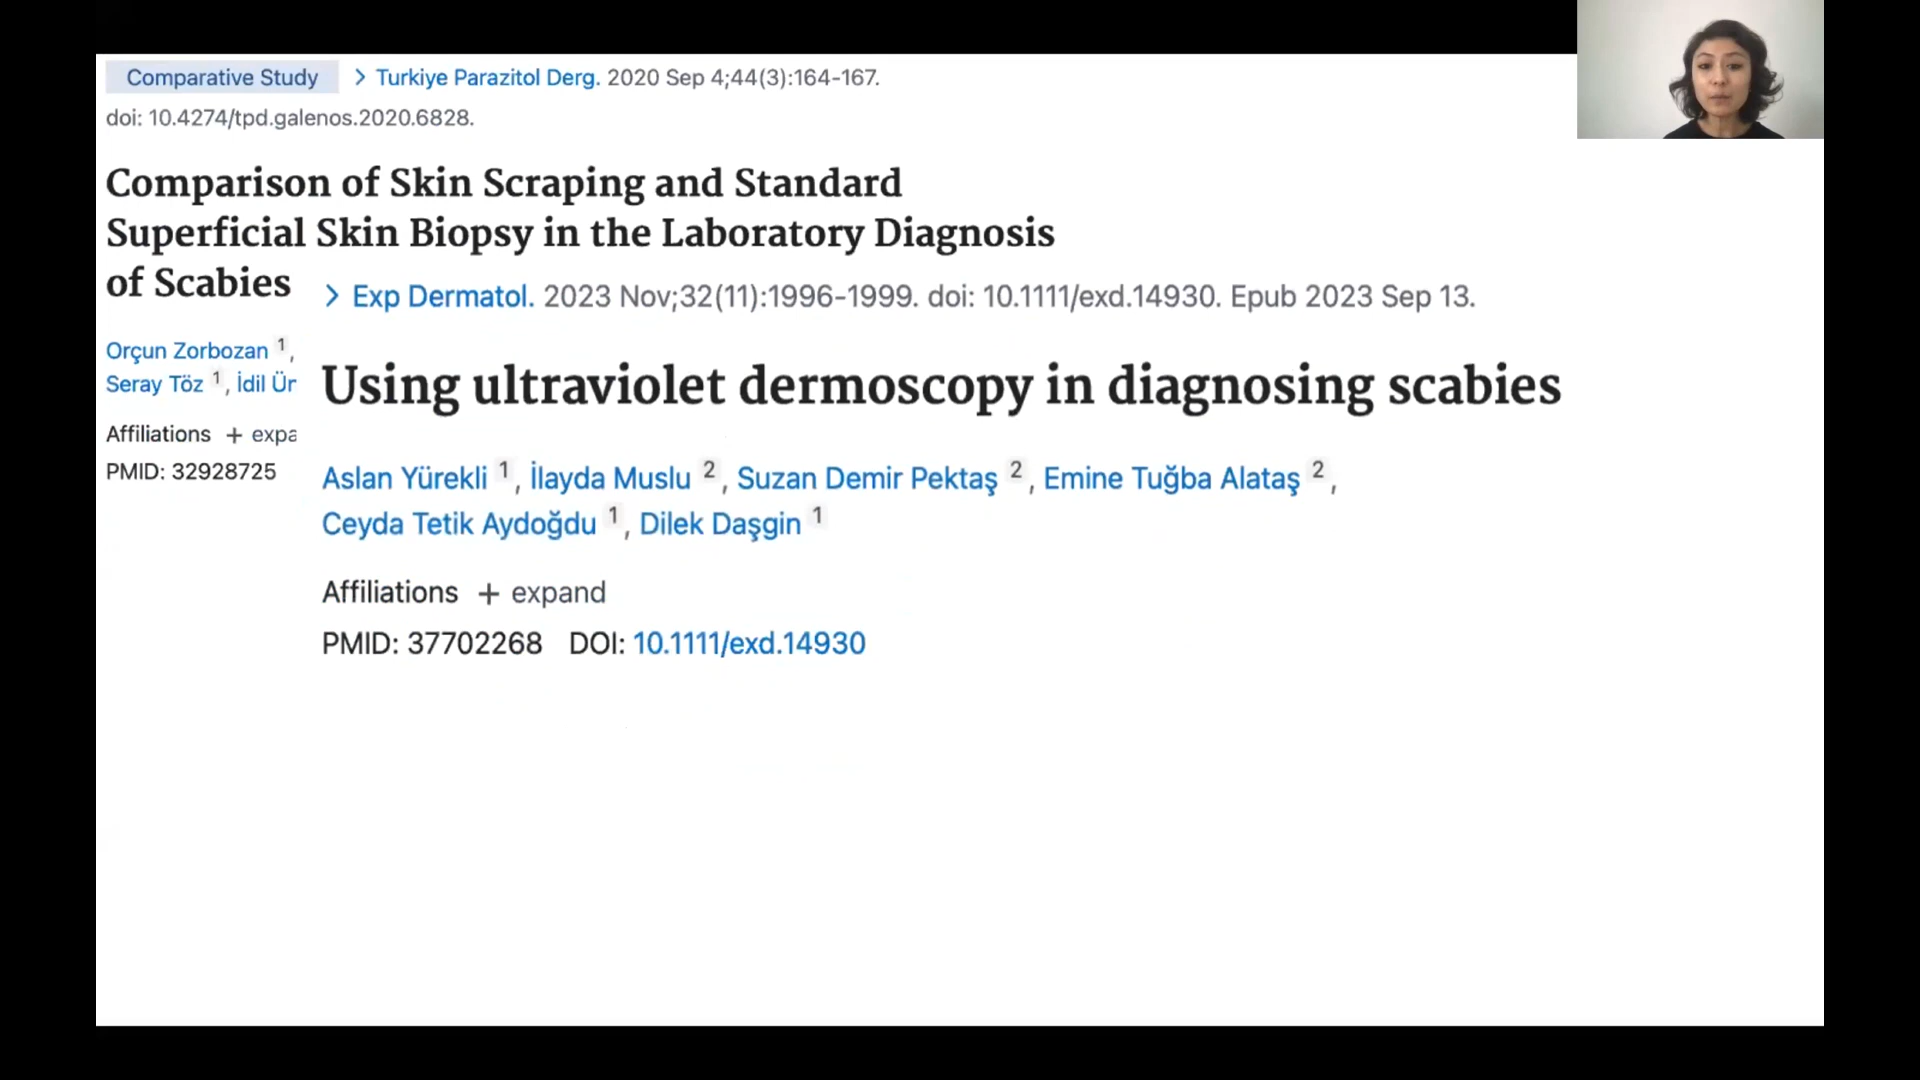 Comparative Study > Turkiye Parazitol Derg. 2020 Sep 4;44(3):164-167.
doi: 10.4274/tpd.galenos.2020.6828.
Comparison of Skin Scraping and Standard
Superficial Skin Biopsy in the Laboratory Diagnosis
of Scabies
Orçun Zorbozan 1,
Seray Töz 1, İdil
Affiliations +
PMID: 32928725
> Exp Dermatol. 2023 Nov;32(11):1996-1999. doi: 10.1111/exd.14930. Epub 2023 Sep 13.
Using ultraviolet dermoscopy in diagnosing scabies
Aslan Yürekli 1, İlayda Muslu 2, Suzan Demir Pektaş 2, Emine Tuğba Alataş 2,
Ceyda Tetik Aydoğdu 1, Dilek Daşgin 1
Affiliations + expand
PMID: 37702268 DOI: 10.1111/exd.14930